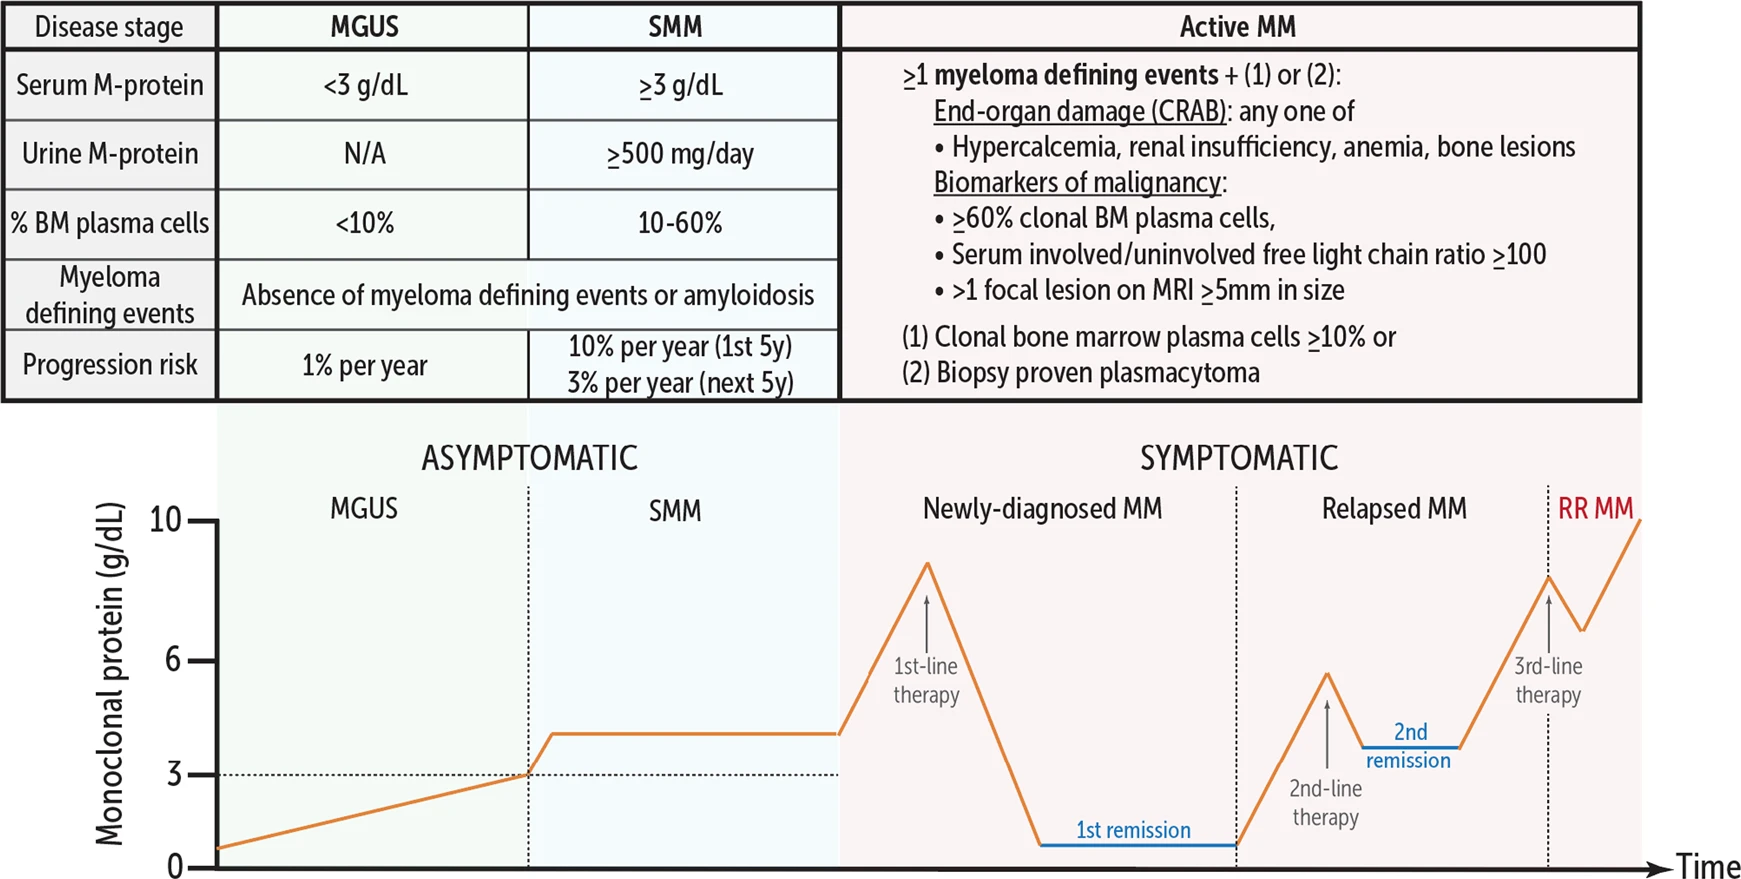 Disease stage MGUS SMM Active MM
Serum M-protein <3 g/dL ≥3 g/dL
Urine M-protein N/A ≥500 mg/day
% BM plasma cells <10% 10-60%
Myeloma
defining events
Absence of myeloma defining events or amyloidosis
Progression risk 1% per year
10% per year (1st 5y)
3% per year (next 5y)
≥1 myeloma defining events + (1) or (2):
End-organ damage (CRAB): any one of
• Hypercalcemia, renal insufficiency, anemia, bone lesions
Biomarkers of malignancy:
• ≥60% clonal BM plasma cells,
• Serum involved/uninvolved free light chain ratio ≥100
• >1 focal lesion on MRI ≥5mm in size
(1) Clonal bone marrow plasma cells ≥10% or
(2) Biopsy proven plasmacytoma
ASYMPTOMATIC SYMPTOMATIC
MGUS SMM Newly-diagnosed MM Relapsed MM RR MM
Monoclonal protein (g/dL)
10
6
3
0
1st-line
therapy
1st remission
2nd-line
therapy
2nd
remission
3rd-line
therapy
Time